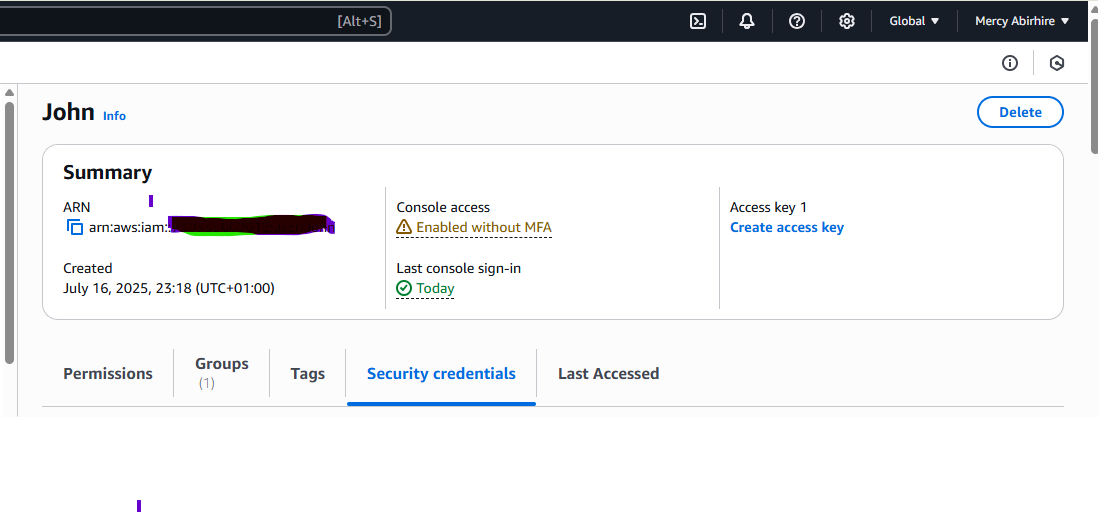 [Alt+S]
Global
Mercy Abirhire
John Info
Delete
Summary
ARN
arn:aws:iam::
Created
July 16, 2025, 23:18 (UTC+01:00)
Console access
Enabled without MFA
Last console sign-in
Today
Access key 1
Create access key
Permissions
Groups
(1)
Tags
Security credentials
Last Accessed